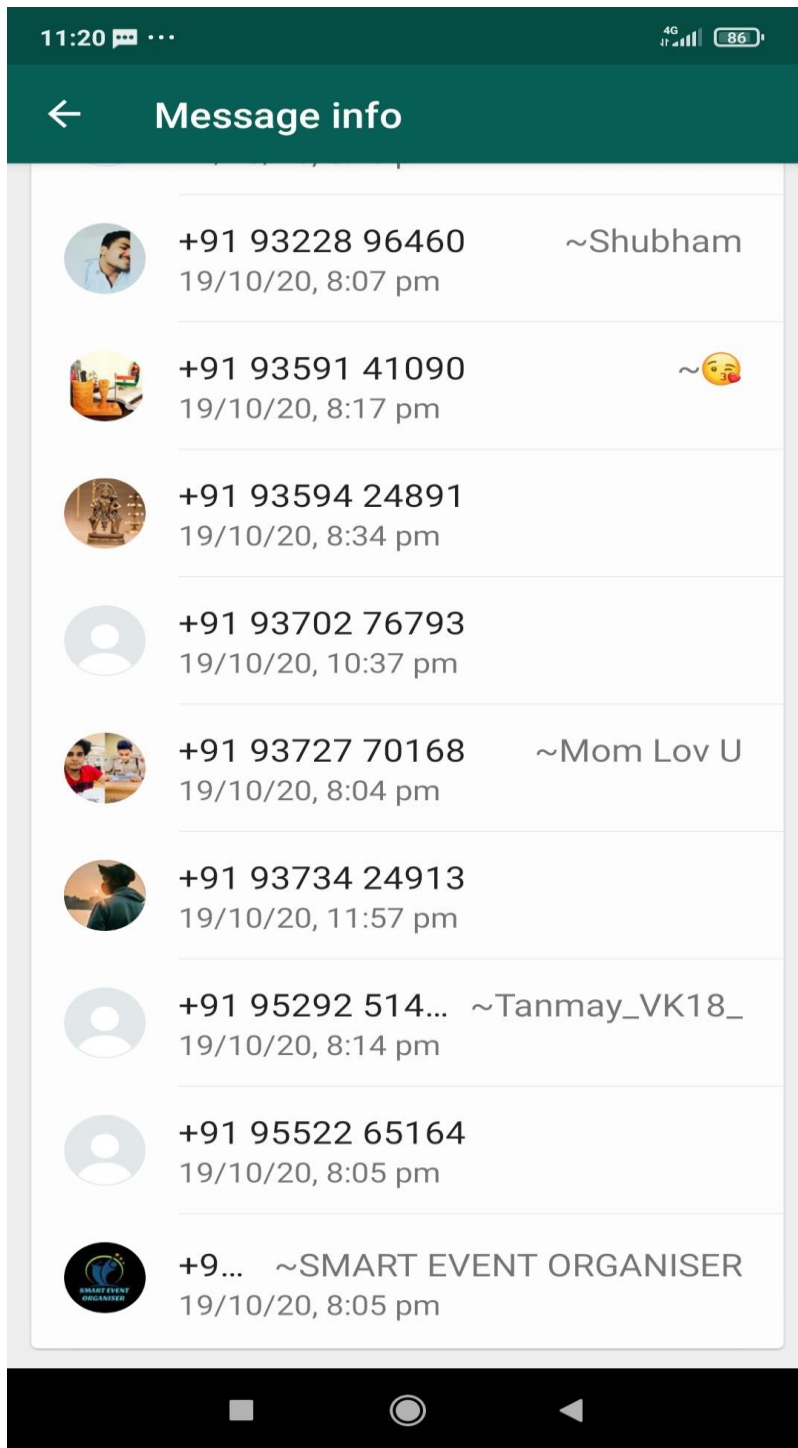 11:20
4G
86
Message info
+91 93228 96460 ~Shubham
19/10/20, 8:07 pm
+91 93591 41090 ~😘
19/10/20, 8:17 pm
+91 93594 24891
19/10/20, 8:34 pm
+91 93702 76793
19/10/20, 10:37 pm
+91 93727 70168 ~Mom Lov U
19/10/20, 8:04 pm
+91 93734 24913
19/10/20, 11:57 pm
+91 95292 514... ~Tanmay_VK18_
19/10/20, 8:14 pm
+91 95522 65164
19/10/20, 8:05 pm
+9... ~SMART EVENT ORGANISER
19/10/20, 8:05 pm
SMART EVENT
ORGANISER